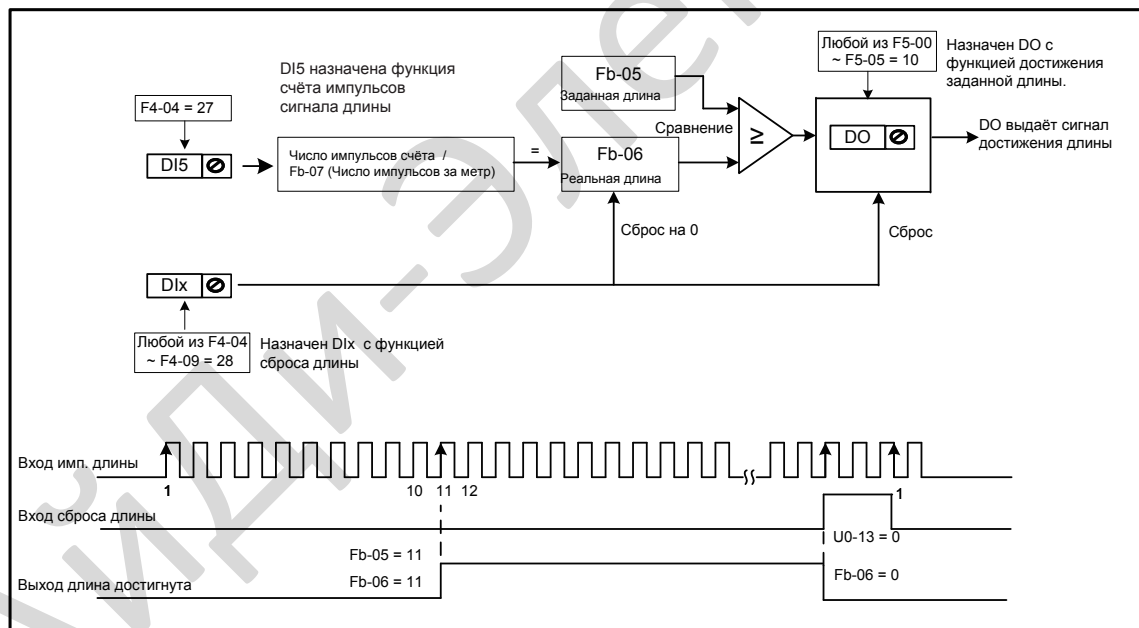 DI5 назначена функция
счёта импульсов
сигнала длины
F4-04 = 27
DI5
Число импульсов счёта /
Fb-07 (Число импульсов за метр)
=
Fb-05
Заданная длина
Сравнение
Fb-06
Реальная длина
≥
Любой из F5-00
~ F5-05 = 10
Назначен DO с
функцией достижения
заданной длины.
DO
DO выдаёт сигнал
достижения длины
Сброс на 0
Сброс
DIx
Любой из F4-04
~ F4-09 = 28
Назначен DIx с функцией
сброса длины
Вход имп. длины
1
10
11
12
1
Вход сброса длины
U0-13 = 0
Fb-05 = 11
Fb-06 = 11
Fb-06 = 0
Выход длина достигнута
АйДи-Эле